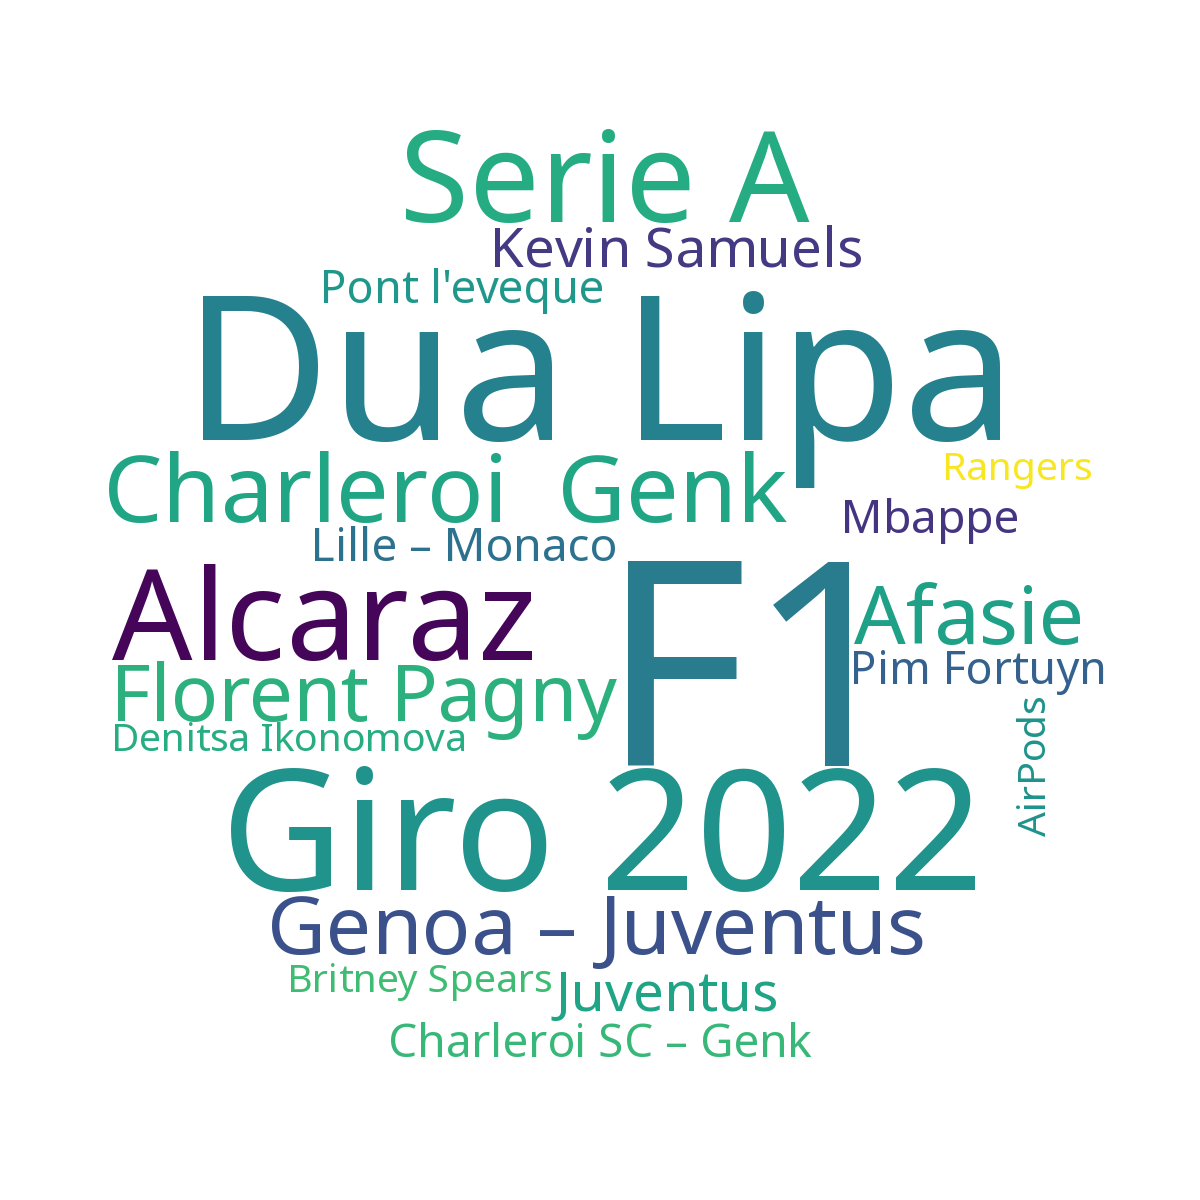 Serie A
Kevin Samuels
Pont l'eveque
Dua Lipa
Charleroi  Genk
Rangers
Mbappe
Lille – Monaco
F1
Alcaraz
Afasie
Pim Fortuyn
Florent Pagny
Denitsa Ikonomova
AirPods
Giro 2022
Genoa – Juventus
Britney Spears
Juventus
Charleroi SC – Genk